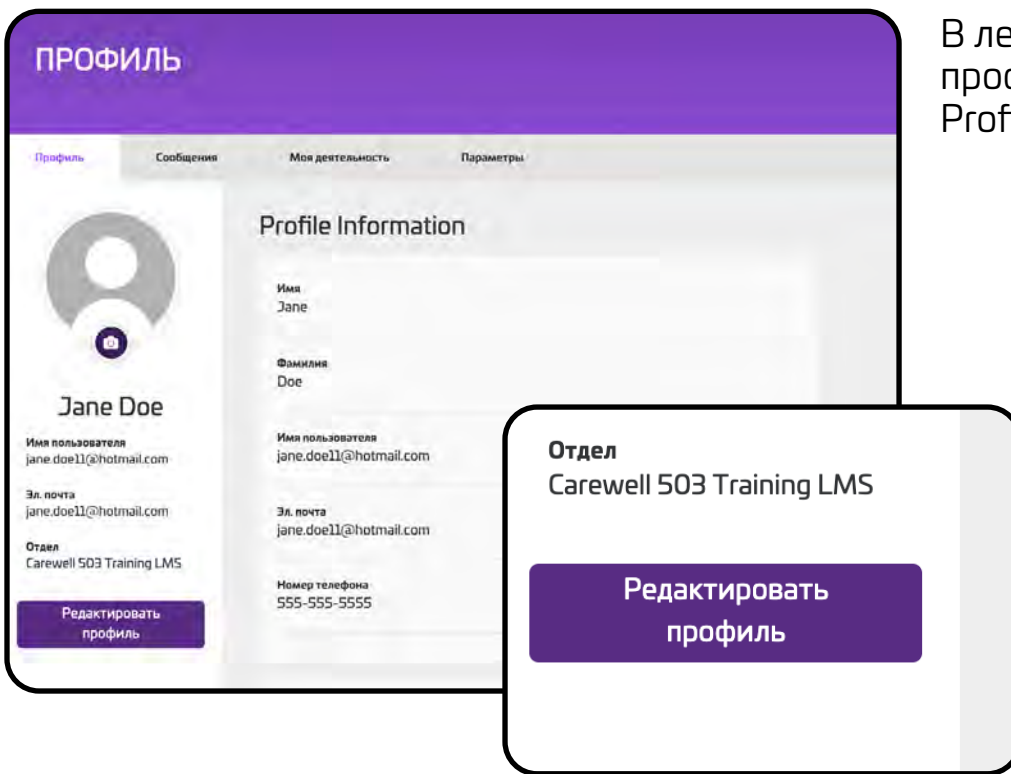 ПРОФИЛЬ
Профиль
Сообщения
Моя деятельность
Параметры
Jane Doe
Имя пользователя
jane.doe11@hotmail.com
Эл. почта
jane.doe11@hotmail.com
Отдел
Carewell 503 Training LMS
Редактировать
профиль
Profile Information
Имя
Jane
Фамилия
Doe
Имя пользователя
jane.doe11@hotmail.com
Эл. почта
jane.doe11@hotmail.com
Номер телефона
555-555-5555
Отдел
Carewell 503 Training LMS
Редактировать
профиль
В